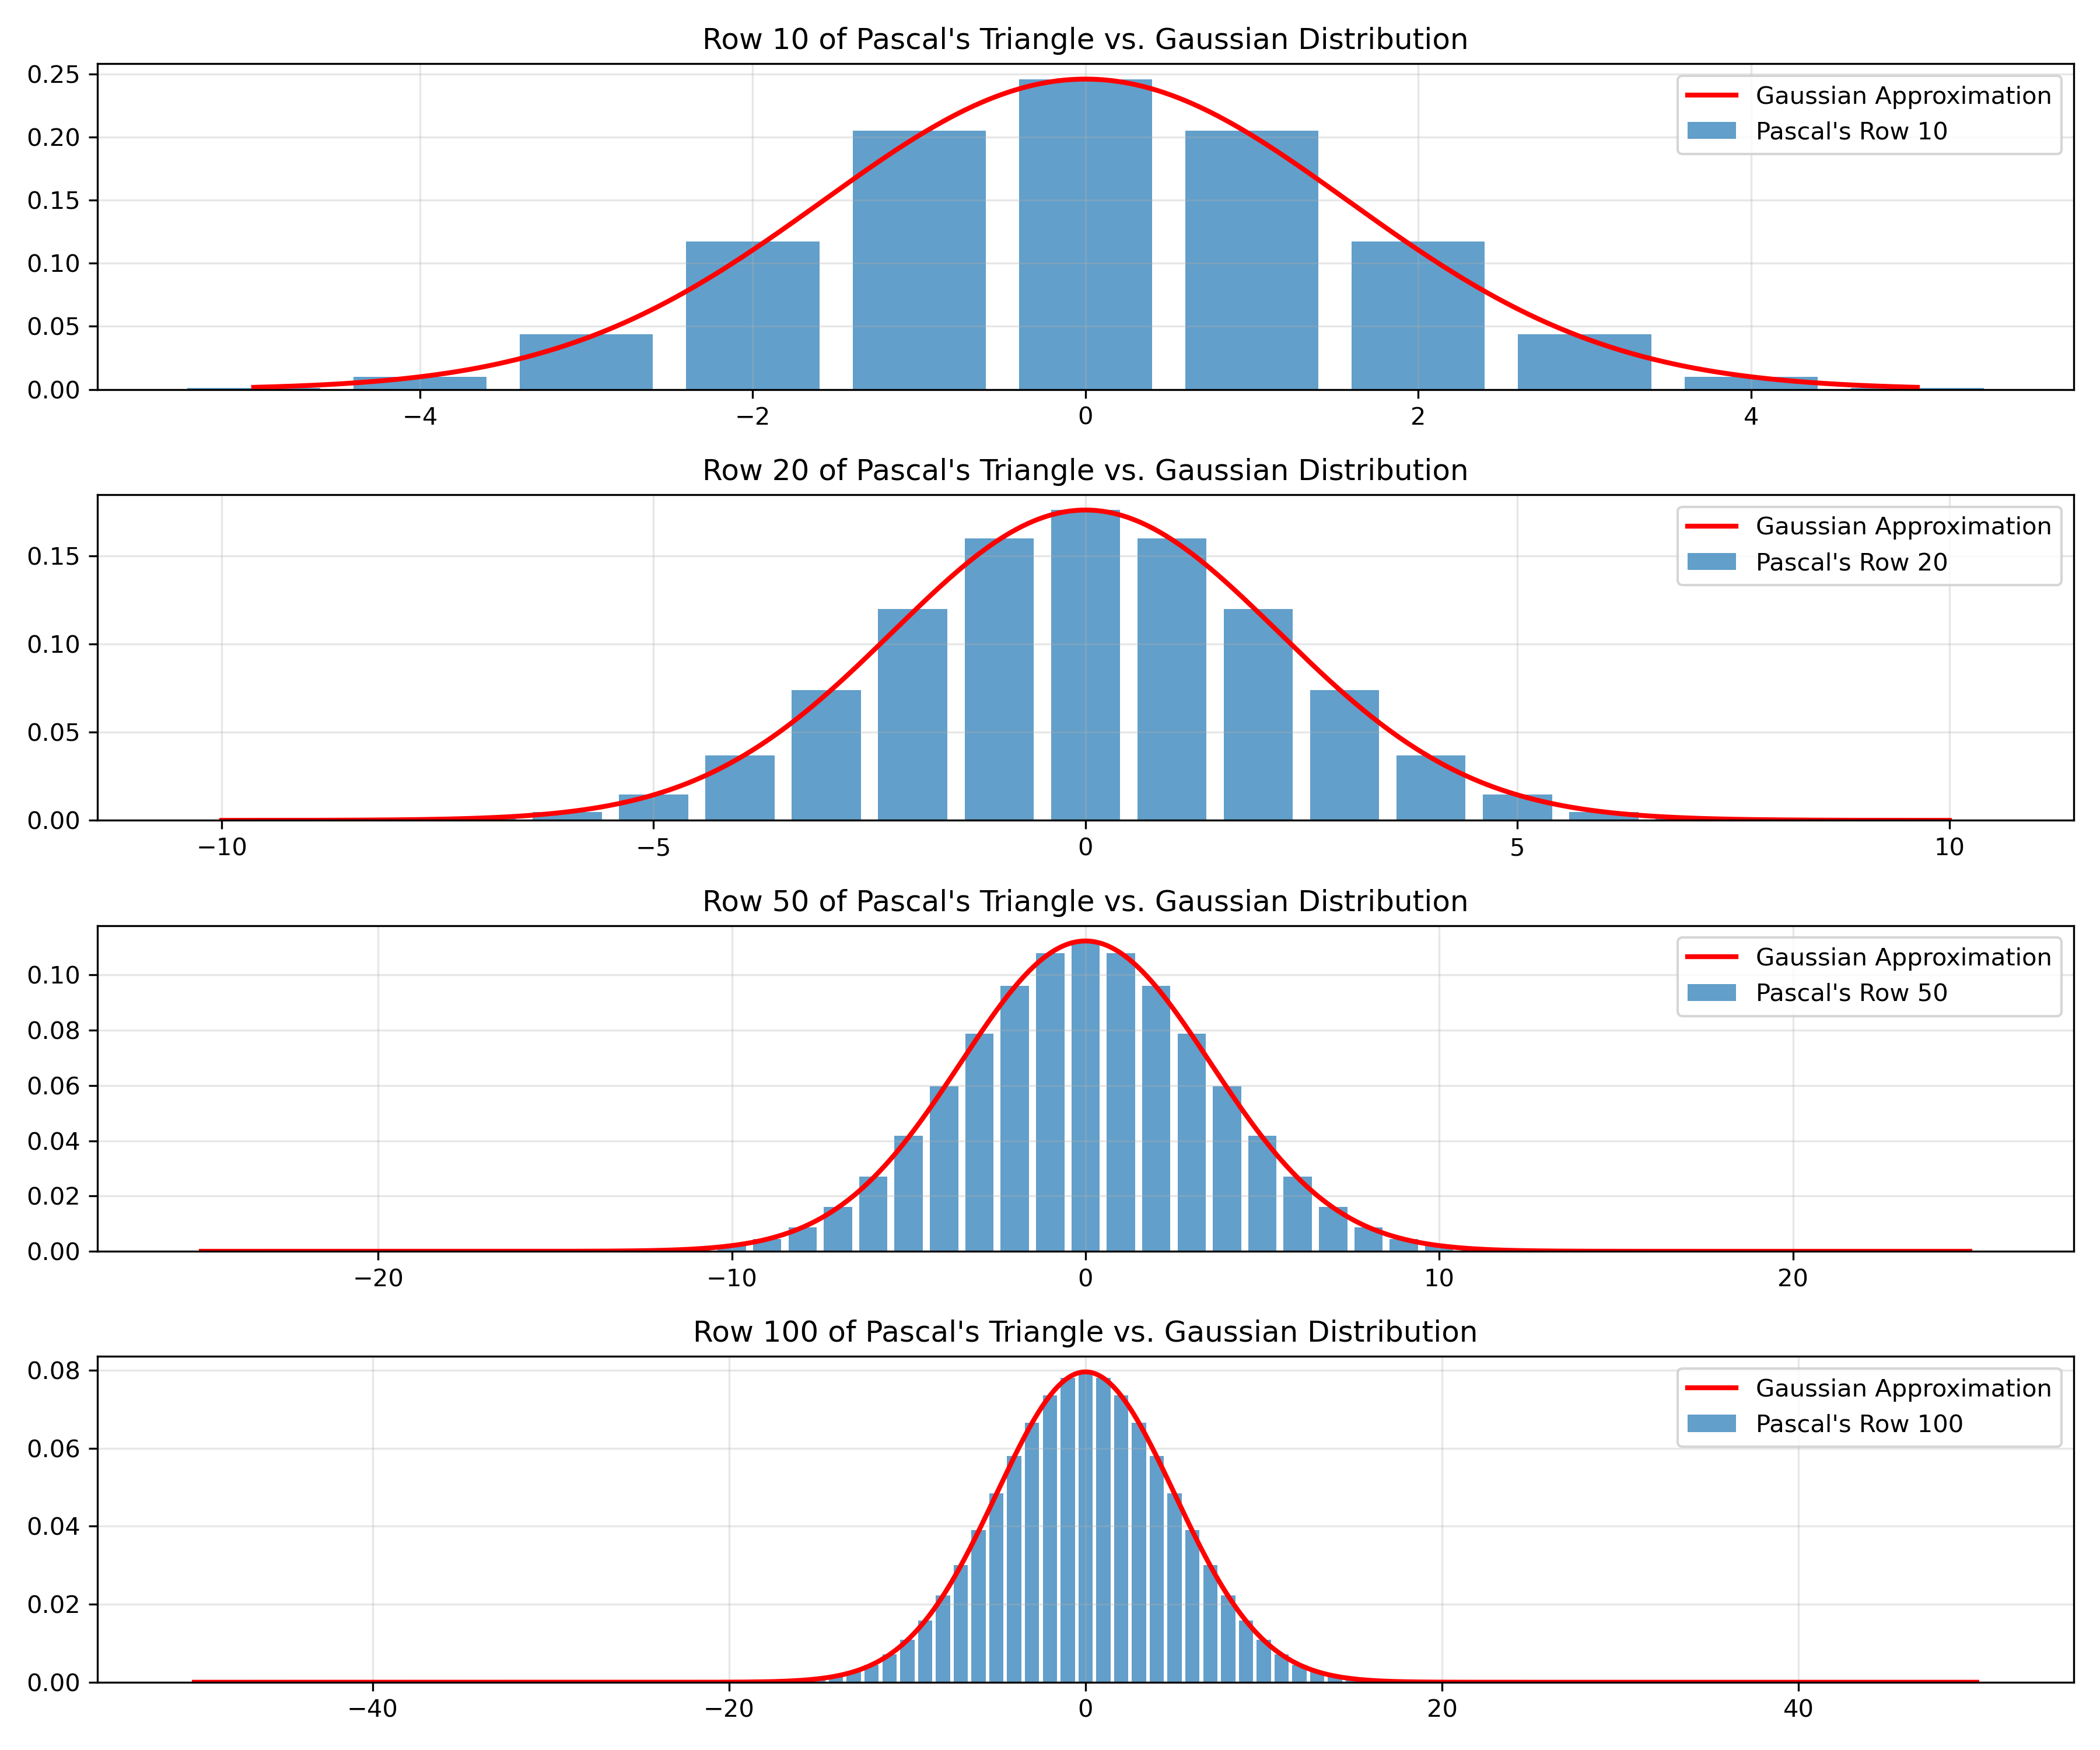 Row 10 of Pascal's Triangle vs. Gaussian Distribution
0.25
0.20
0.15
0.10
0.05
0.00
Gaussian Approximation
Pascal's Row 10
−4 −2 0 2 4
Row 20 of Pascal's Triangle vs. Gaussian Distribution
0.15
0.10
0.05
0.00
Gaussian Approximation
Pascal's Row 20
−10 −5 0 5 10
Row 50 of Pascal's Triangle vs. Gaussian Distribution
0.10
0.08
0.06
0.04
0.02
0.00
Gaussian Approximation
Pascal's Row 50
−20 −10 0 10 20
Row 100 of Pascal's Triangle vs. Gaussian Distribution
0.08
0.06
0.04
0.02
0.00
Gaussian Approximation
Pascal's Row 100
−40 −20 0 20 40